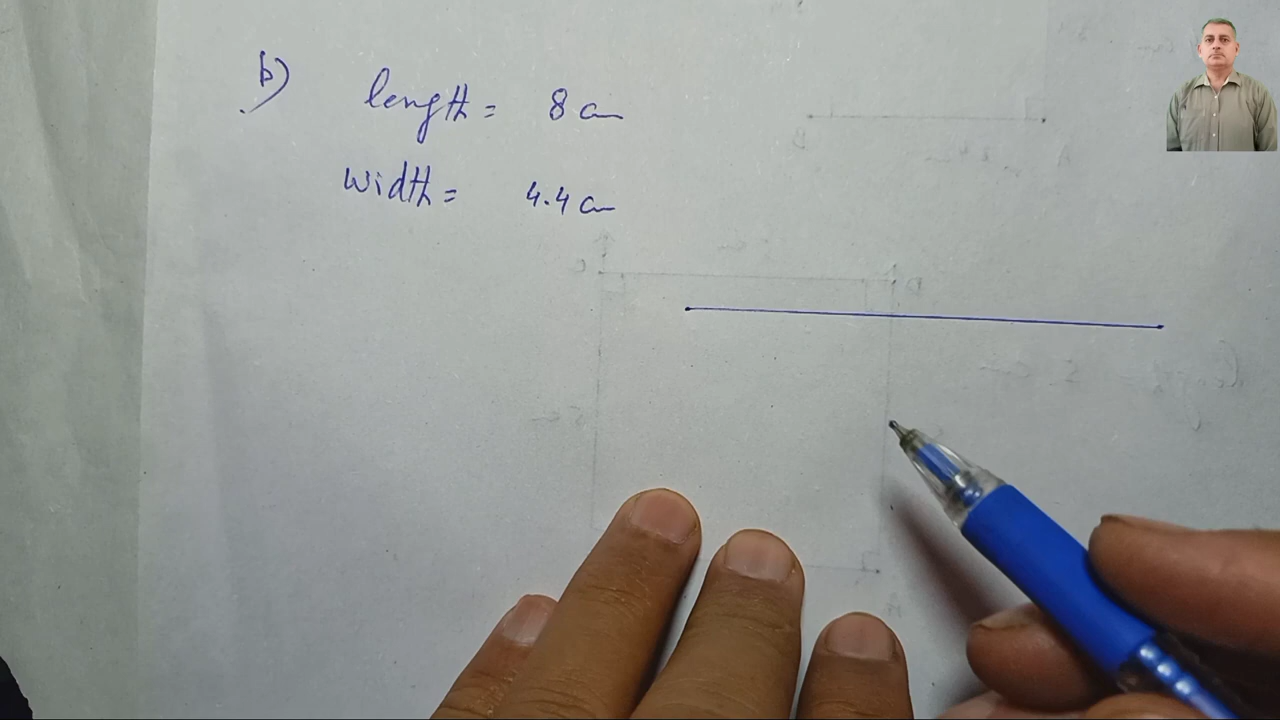 b)
length = 8 cm
width = 4.4 cm